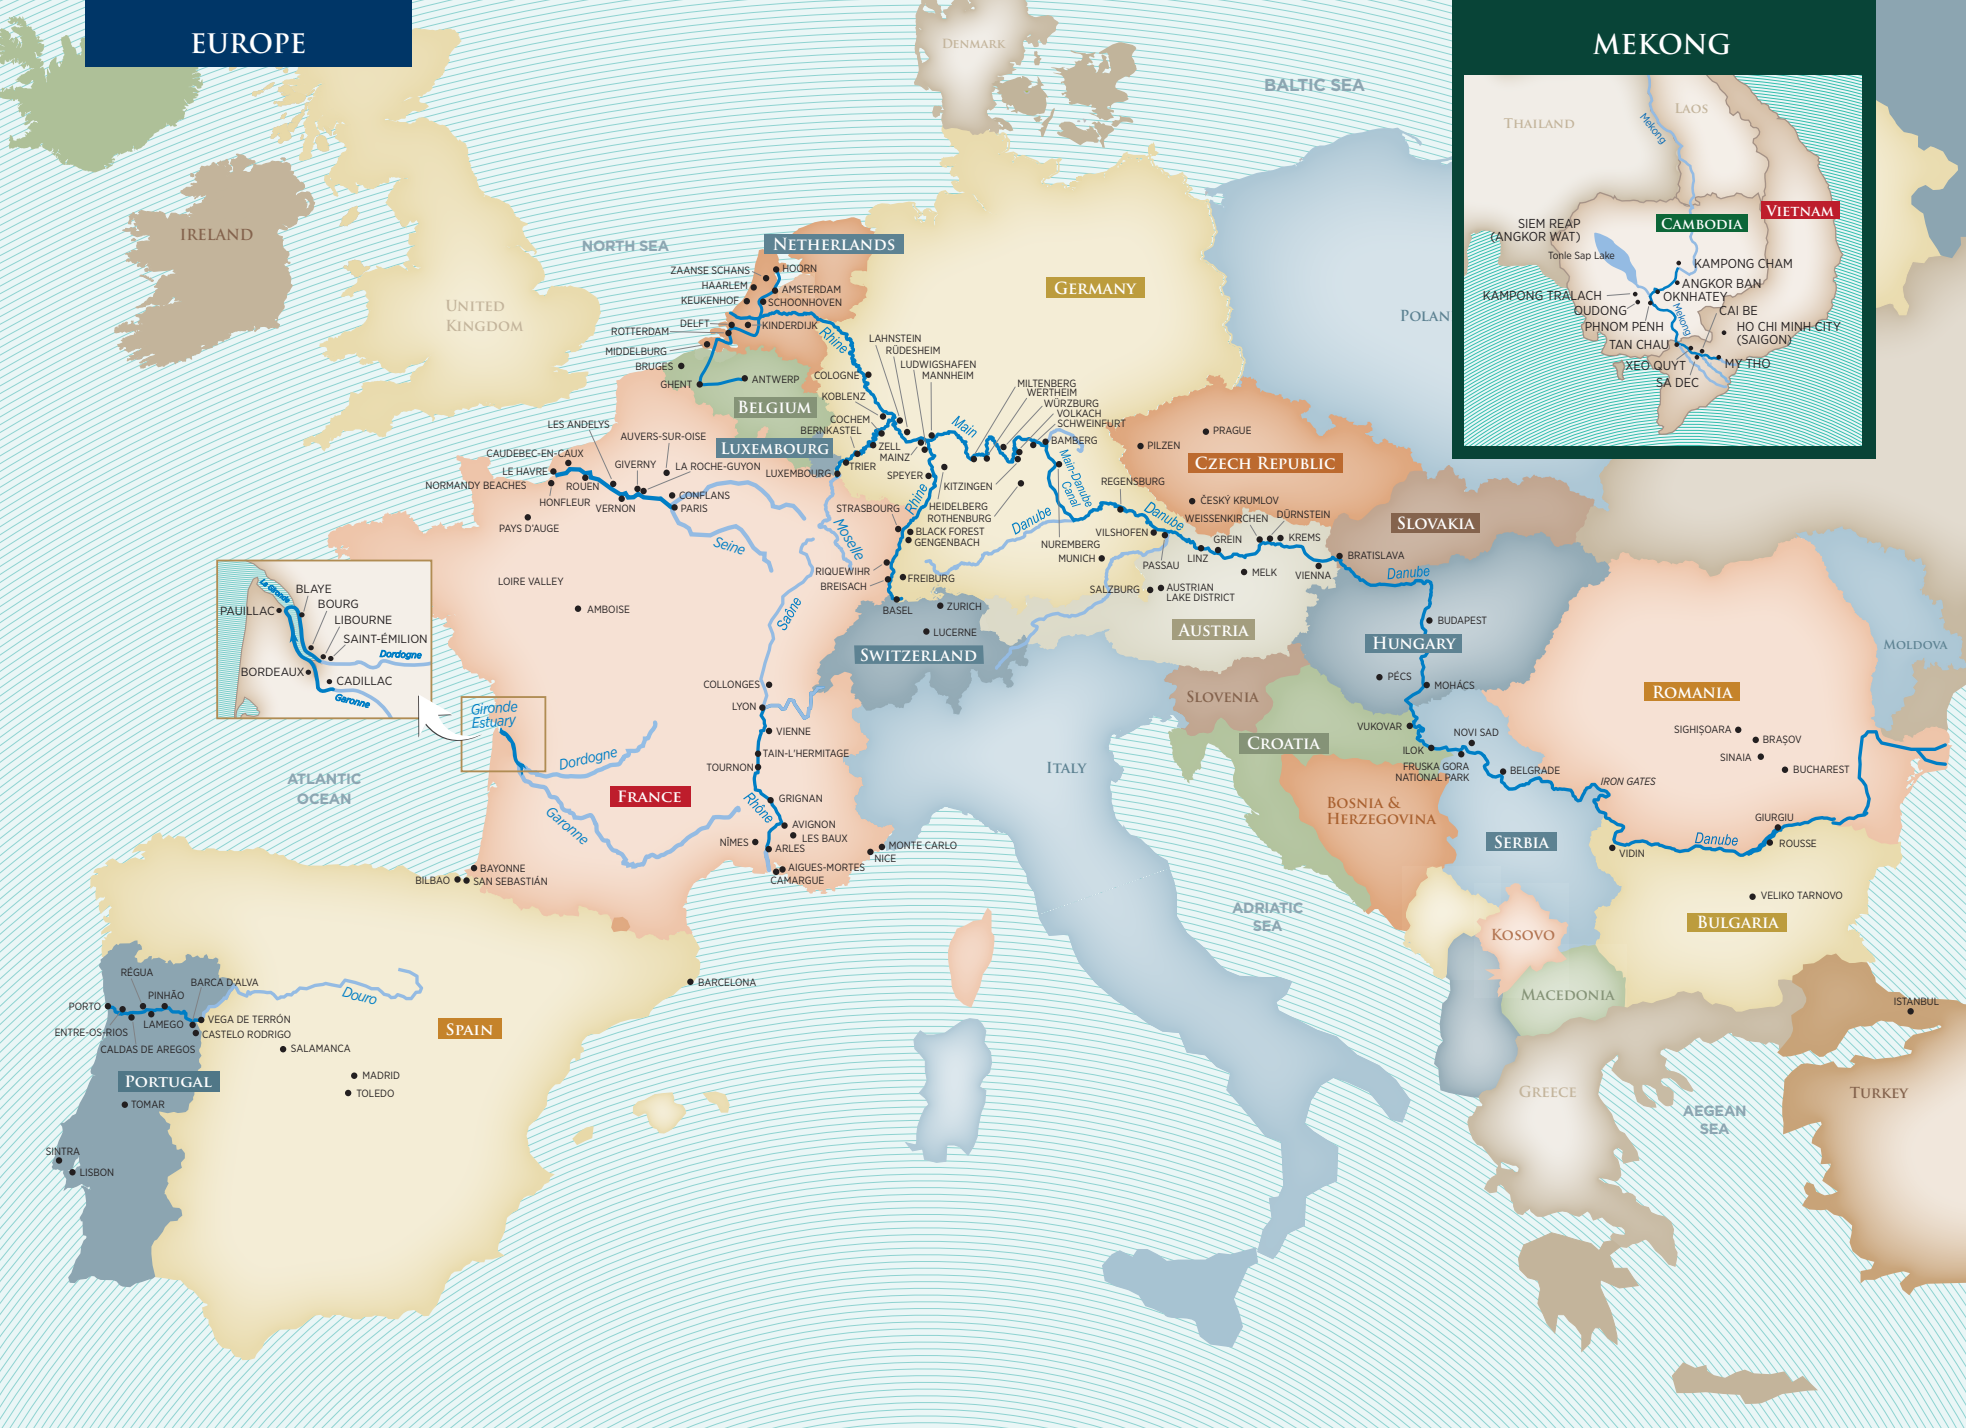 EUROPE
MEKONG
DENMARK
BALTIC SEA
THAILAND
LAOS
Mekong
VIETNAM
CAMBODIA
SIEM REAP
(ANGKOR WAT)
Tonle Sap Lake
KAMPONG CHAM
ANGKOR BAN
KAMPONG TRALACH
OKNHATEY
OUDONG
CAI BE
PHNOM PENH
Mekong
HO CHI MINH CITY
(SAIGON)
TAN CHAU
XEO QUYT
MY THO
SA DEC
IRELAND
UNITED
KINGDOM
NORTH SEA
NETHERLANDS
HOORN
ZAANSE SCHANS
HAARLEM
AMSTERDAM
KEUKENHOF
SCHOONHOVEN
DELFT
KINDERDIJK
ROTTERDAM
MIDDELBURG
BRUGES
GHENT
ANTWERP
BELGIUM
LUXEMBOURG
LUXEMBOURG
GERMANY
POLAN
Rhine
LAHNSTEIN
RÜDESHEIM
LUDWIGSHAFEN
MANNHEIM
COLOGNE
KOBLENZ
COCHEM
BERNKASTEL
ZELL
MAINZ
TRIER
SPEYER
Main
MILTENBERG
WERTHEIM
WÜRZBURG
VOLKACH
SCHWEINFURT
BAMBERG
KITZINGEN
HEIDELBERG
ROTHENBURG
Main-Danube
Canal
REGENSBURG
Rhine
STRASBOURG
BLACK FOREST
GENGENBACH
Danube
NUREMBERG
MUNICH
VILSHOFEN
PASSAU
Danube
RIQUEWIHR
BREISACH
FREIBURG
BASEL
ZURICH
LUCERNE
SWITZERLAND
PRAGUE
PILZEN
CZECH REPUBLIC
ČESKÝ KRUMLOV
WEISSENKIRCHEN
DÜRNSTEIN
GREIN
KREMS
LINZ
MELK
VIENNA
SALZBURG
AUSTRIAN
LAKE DISTRICT
AUSTRIA
SLOVAKIA
BRATISLAVA
Danube
BUDAPEST
HUNGARY
PÉCS
MOHÁCS
LES ANDELYS
AUVERS-SUR-OISE
CAUDEBEC-EN-CAUX
LE HAVRE
GIVERNY
LA ROCHE-GUYON
NORMANDY BEACHES
ROUEN
HONFLEUR
VERNON
CONFLANS
PARIS
PAYS D'AUGE
Seine
Moselle
LOIRE VALLEY
AMBOISE
Saône
La Gironde
BLAYE
PAUILLAC
BOURG
LIBOURNE
SAINT-ÉMILION
Dordogne
BORDEAUX
CADILLAC
Garonne
Gironde
Estuary
Dordogne
Garonne
FRANCE
ATLANTIC
OCEAN
COLLONGES
LYON
VIENNE
TAIN-L'HERMITAGE
TOURNON
Rhône
GRIGNAN
AVIGNON
LES BAUX
NÎMES
ARLES
AIGUES-MORTES
CAMARGUE
MONTE CARLO
NICE
BAYONNE
BILBAO
SAN SEBASTIÁN
ITALY
SLOVENIA
CROATIA
BOSNIA &
HERZEGOVINA
VUKOVAR
ILOK
NOVI SAD
FRUSKA GORA
NATIONAL PARK
BELGRADE
IRON GATES
SERBIA
ROMANIA
MOLDOVA
SIGHIȘOARA
BRAȘOV
SINAIA
BUCHAREST
GIURGIU
ROUSSE
Danube
VIDIN
VELIKO TARNOVO
BULGARIA
ADRIATIC
SEA
KOSOVO
MACEDONIA
GREECE
AEGEAN
SEA
ISTANBUL
TURKEY
RÉGUA
PINHÃO
BARCA D'ALVA
PORTO
LAMEGO
VEGA DE TERRÓN
ENTRE-OS-RIOS
CASTELO RODRIGO
CALDAS DE AREGOS
Douro
SPAIN
BARCELONA
SALAMANCA
MADRID
TOLEDO
PORTUGAL
TOMAR
SINTRA
LISBON